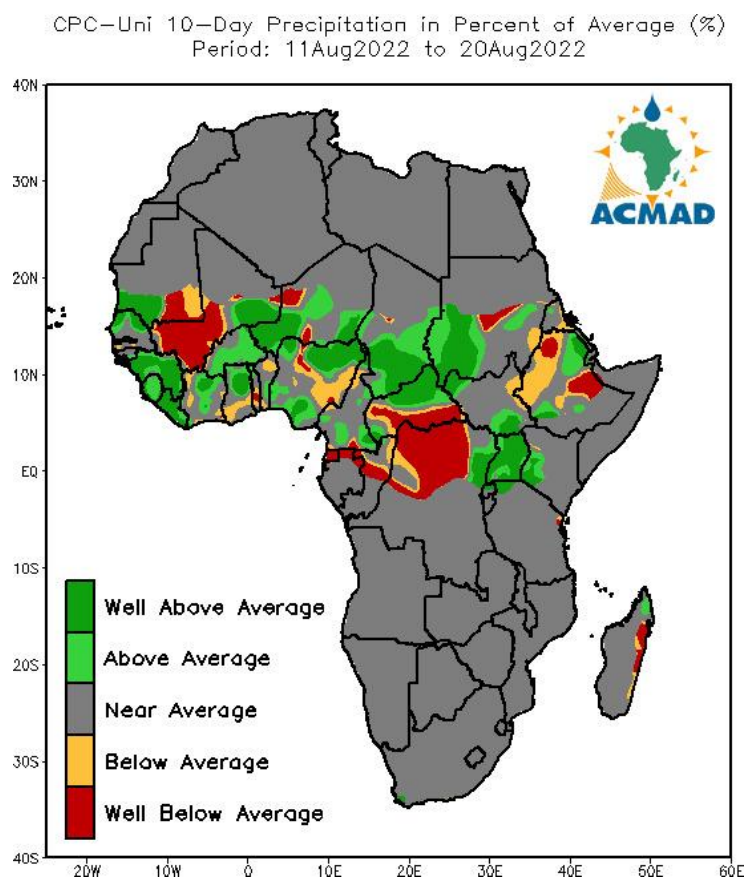 CPC-Uni 10-Day Precipitation in Percent of Average (%)
Period: 11Aug2022 to 20Aug2022
40N
30N
20N
10N
EQ
10S
20S
30S
40S
ACMAD
Well Above Average
Above Average
Near Average
Below Average
Well Below Average
20W
10W
0
10E
20E
30E
40E
50E
60E